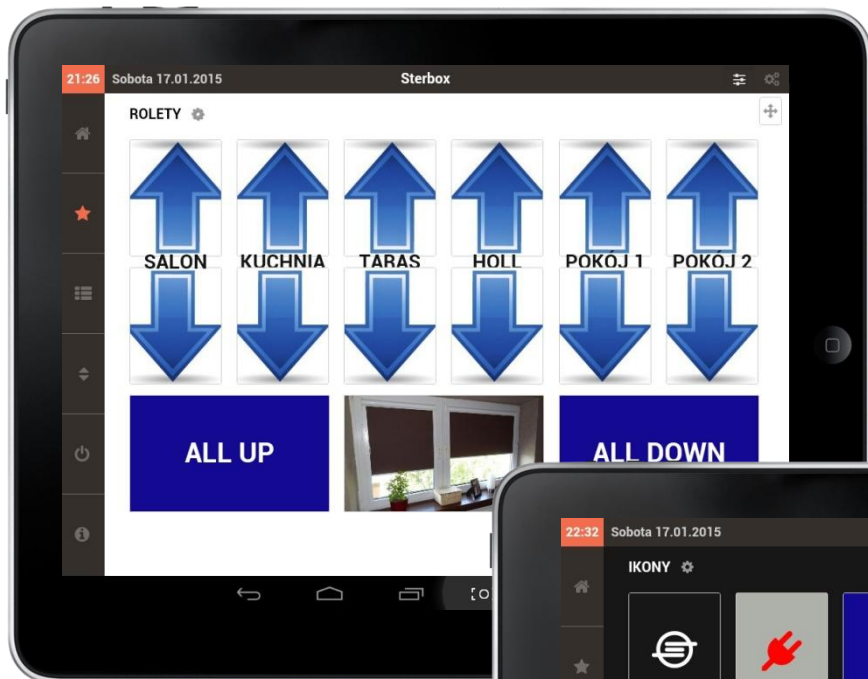 21:26 Sobota 17.01.2015 Sterbox
ROLETY
SALON KUCHNIA TARAS HOLL POKÓJ 1 POKÓJ 2
ALL UP ALL DOWN
22:32 Sobota 17.01.2015
IKONY